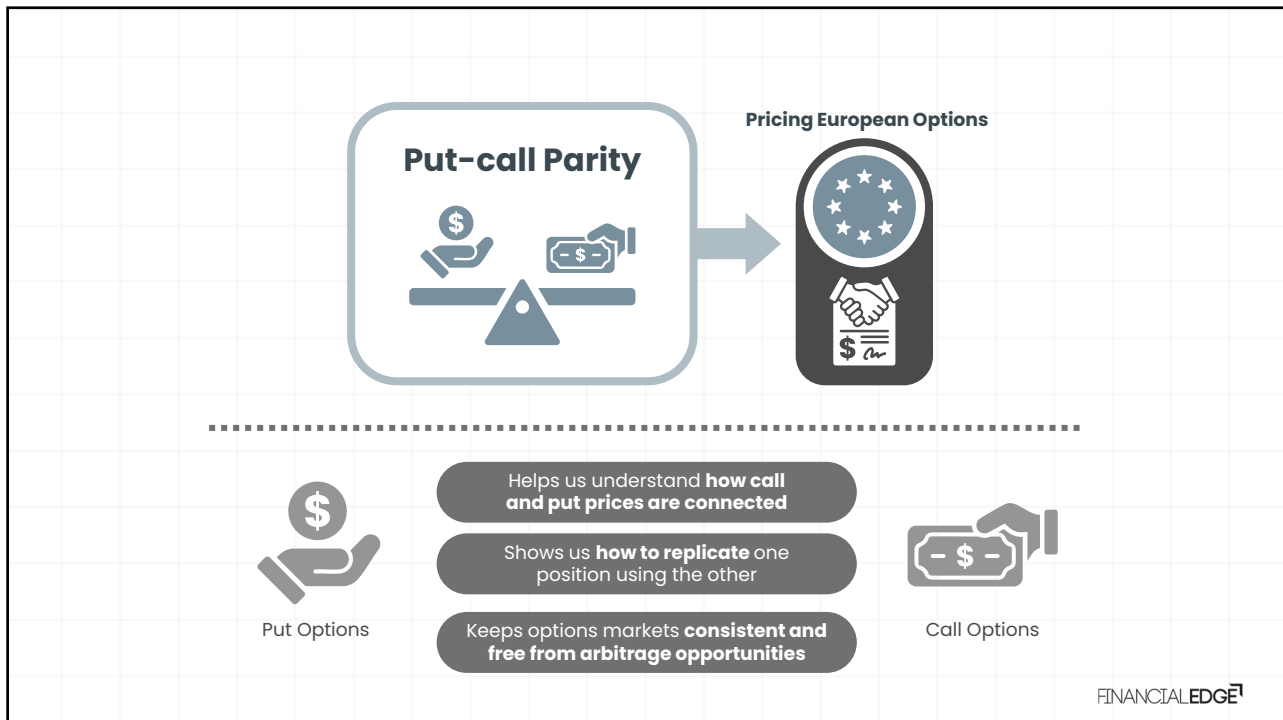 Pricing European Options
Put-call Parity
$
$
$
Helps us understand how call
and put prices are connected
$
Shows us how to replicate one
position using the other
$
Keeps options markets consistent and
free from arbitrage opportunities
Put Options
Call Options
FINANCIALEDGE